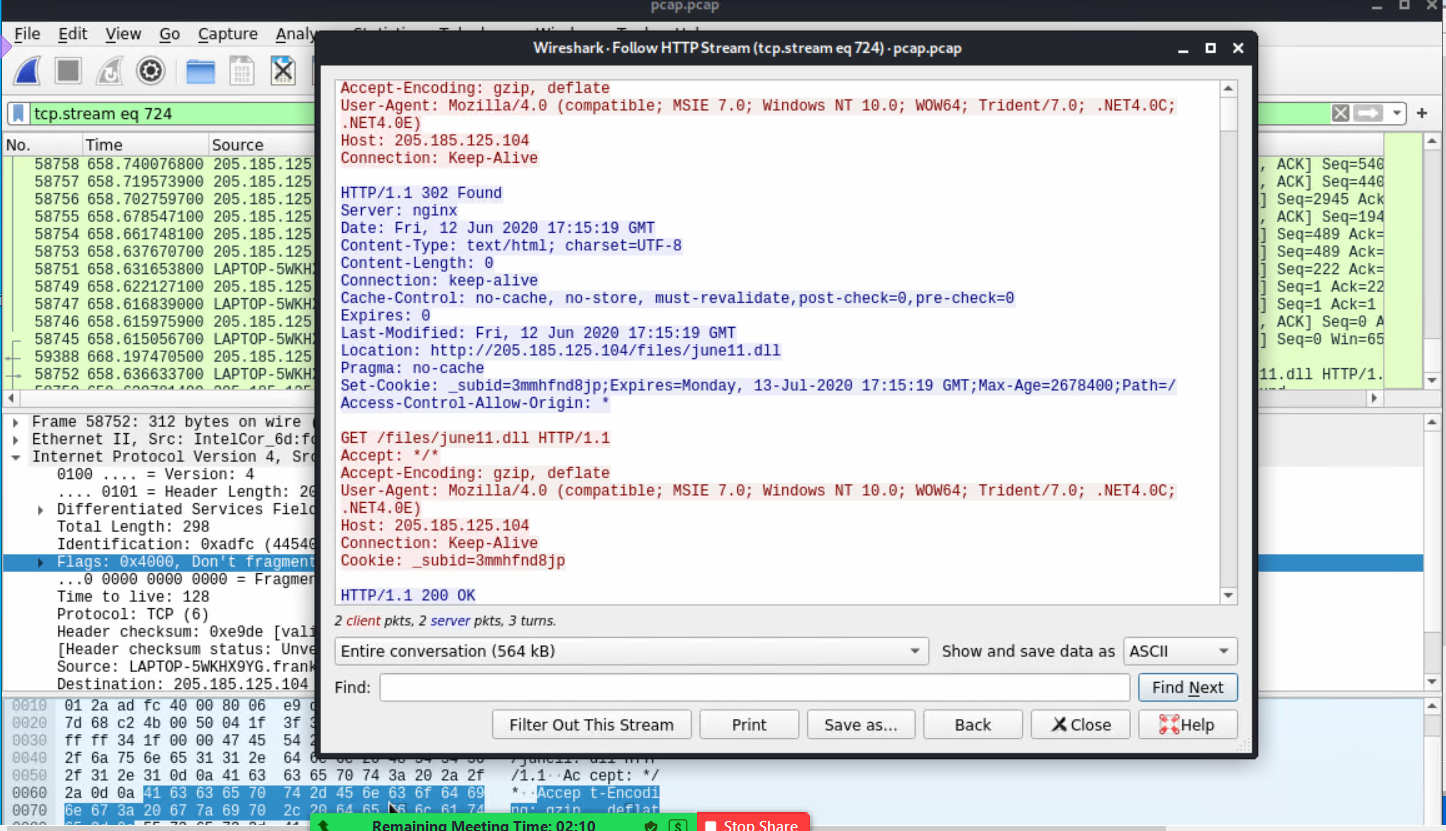 pcap.pcap
File Edit View Go Capture Analy
Wireshark · Follow HTTP Stream (tcp.stream eq 724) · pcap.pcap
tcp.stream eq 724
No. Time Source
58758 658.740076800 205.185.125
58757 658.719573900 205.185.125
58756 658.702759700 205.185.125
58755 658.678547100 205.185.125
58754 658.661748100 205.185.125
58753 658.637670700 205.185.125
58751 658.631653800 LAPTOP-5WKH
58749 658.622127100 205.185.125
58747 658.616839000 LAPTOP-5WKH
58746 658.615975900 205.185.125
58745 658.615056700 LAPTOP-5WKH
59388 668.197470500 205.185.125
58752 658.636633700 LAPTOP-5WKH
, ACK] Seq=540
, ACK] Seq=440
] Seq=2945 Ack
, ACK] Seq=194
] Seq=489 Ack=
] Seq=489 Ack=
] Seq=222 Ack=
] Seq=1 Ack=22
] Seq=1 Ack=1
, ACK] Seq=0 A
] Seq=0 Win=65
11.dll HTTP/1.
Accept-Encoding: gzip, deflate
User-Agent: Mozilla/4.0 (compatible; MSIE 7.0; Windows NT 10.0; WOW64; Trident/7.0; .NET4.0C;
.NET4.0E)
Host: 205.185.125.104
Connection: Keep-Alive
HTTP/1.1 302 Found
Server: nginx
Date: Fri, 12 Jun 2020 17:15:19 GMT
Content-Type: text/html; charset=UTF-8
Content-Length: 0
Connection: keep-alive
Cache-Control: no-cache, no-store, must-revalidate,post-check=0,pre-check=0
Expires: 0
Last-Modified: Fri, 12 Jun 2020 17:15:19 GMT
Location: http://205.185.125.104/files/june11.dll
Pragma: no-cache
Set-Cookie: _subid=3mmhfnd8jp;Expires=Monday, 13-Jul-2020 17:15:19 GMT;Max-Age=2678400;Path=/
Access-Control-Allow-Origin: *
GET /files/june11.dll HTTP/1.1
Accept: */*
Accept-Encoding: gzip, deflate
User-Agent: Mozilla/4.0 (compatible; MSIE 7.0; Windows NT 10.0; WOW64; Trident/7.0; .NET4.0C;
.NET4.0E)
Host: 205.185.125.104
Connection: Keep-Alive
Cookie: _subid=3mmhfnd8jp
HTTP/1.1 200 OK
2 client pkts, 2 server pkts, 3 turns.
Entire conversation (564 kB) Show and save data as ASCII
Find: Find Next
Filter Out This Stream Print Save as... Back Close Help
Frame 58752: 312 bytes on wire (
Ethernet II, Src: IntelCor_6d:fc
Internet Protocol Version 4, Src
0100 .... = Version: 4
.... 0101 = Header Length: 20
Differentiated Services Field
Total Length: 298
Identification: 0xadfc (44540
Flags: 0x4000, Don't fragment
...0 0000 0000 0000 = Fragmen
Time to live: 128
Protocol: TCP (6)
Header checksum: 0xe9de [vali
[Header checksum status: Unve
Source: LAPTOP-5WKHX9YG.frank
Destination: 205.185.125.104
0010 01 2a ad fc 40 00 80 06 e9
0020 7d 68 c2 4b 00 50 04 1f 3f 3
0030 ff ff 34 1f 00 00 47 45 54 2
0040 2f 6a 75 6e 65 31 31 2e 64
0050 2f 31 2e 31 0d 0a 41 63 63 65 70 74 3a 20 2a 2f /1.1··Ac cept: */
0060 2a 0d 0a 41 63 63 65 70 74 2d 45 6e 63 6f 64 69 *··Accep t-Encodi
0070 6e 67 3a 20 67 7a 69 70 2c 20 64 65 6c 61 74 ng: gzip , deflat
Remaining Meeting Time: 02:10 Stop Share